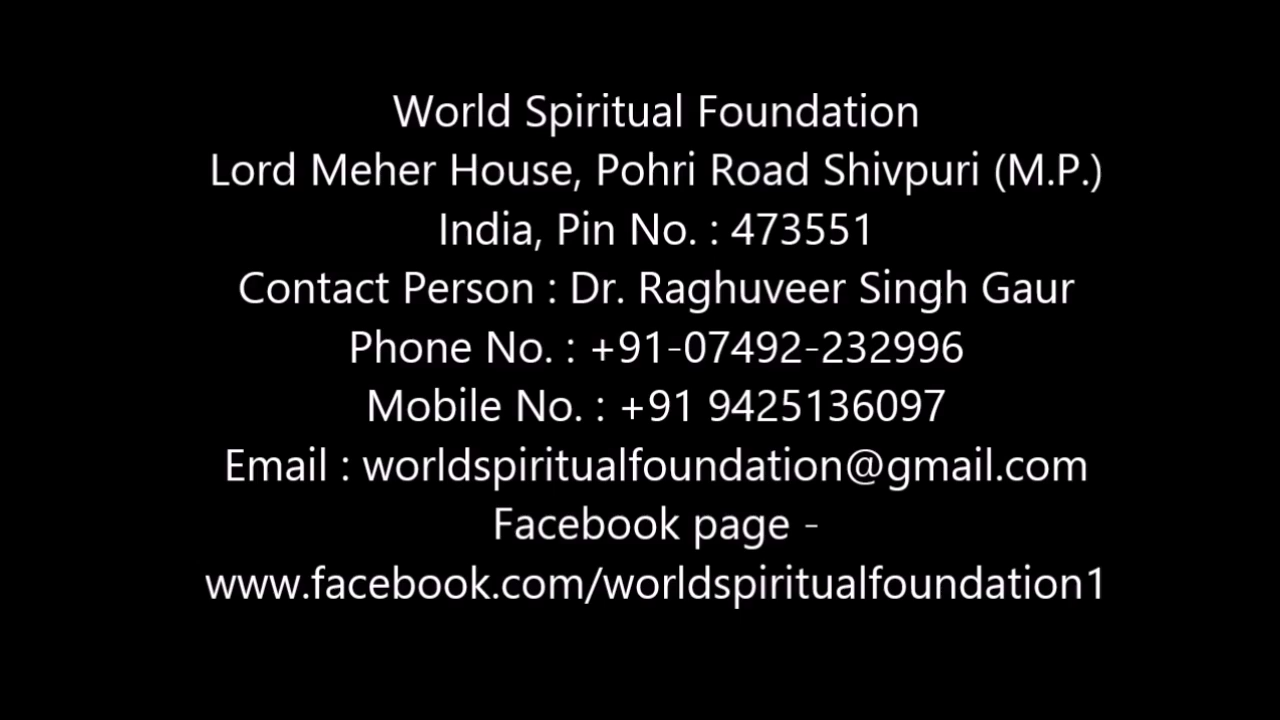 World Spiritual Foundation
Lord Meher House, Pohri Road Shivpuri (M.P.)
India, Pin No. : 473551
Contact Person : Dr. Raghuveer Singh Gaur
Phone No. : +91-07492-232996
Mobile No. : +91 9425136097
Email : worldspiritualfoundation@gmail.com
Facebook page -
www.facebook.com/worldspiritualfoundation1